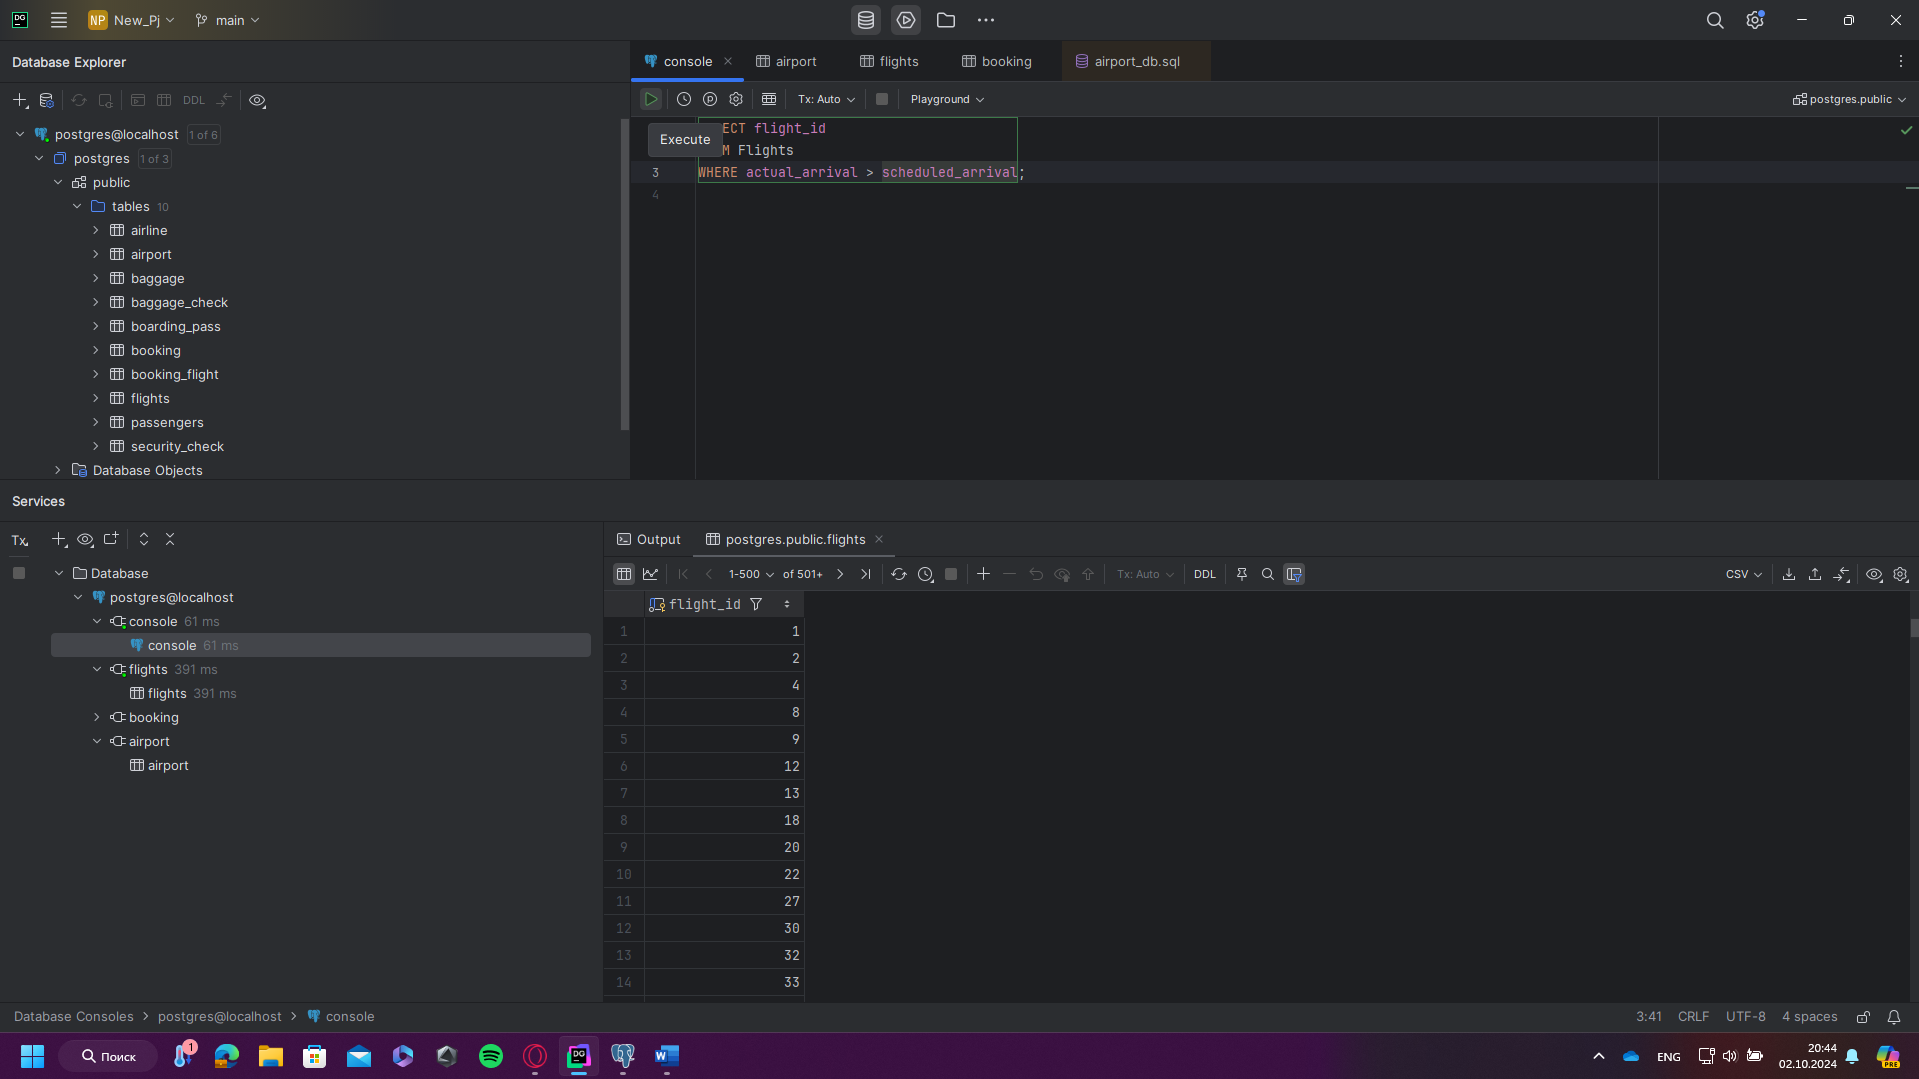 NP New_Pj main
Database Explorer
console airport flights booking airport_db.sql
DDL
Tx: Auto Playground postgres.public
postgres@localhost 1 of 6
postgres 1 of 3
public
tables 10
airline
airport
baggage
baggage_check
boarding_pass
booking
booking_flight
flights
passengers
security_check
Database Objects
Execute
ECT flight_id
M Flights
3 WHERE actual_arrival > scheduled_arrival;
4
Services
Tx
Database
postgres@localhost
console 61 ms
console 61 ms
flights 391 ms
flights 391 ms
booking
airport
airport
Output postgres.public.flights
1-500 of 501+ Tx: Auto DDL CSV
flight_id
1 1
2 2
3 4
4 8
5 9
6 12
7 13
8 18
9 20
10 22
11 27
12 30
13 32
14 33
Database Consoles > postgres@localhost > console
3:41 CRLF UTF-8 4 spaces
Поиск
1
DG
ENG
20:44
02.10.2024
PRE